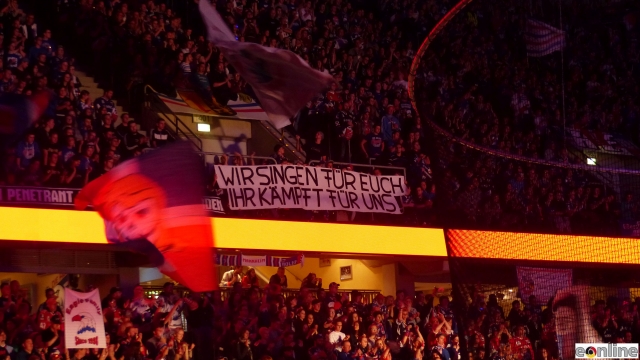 WIR SINGEN FÜR EUCH
IHR KÄMPFT FÜR UNS
PENETRANT
eonline